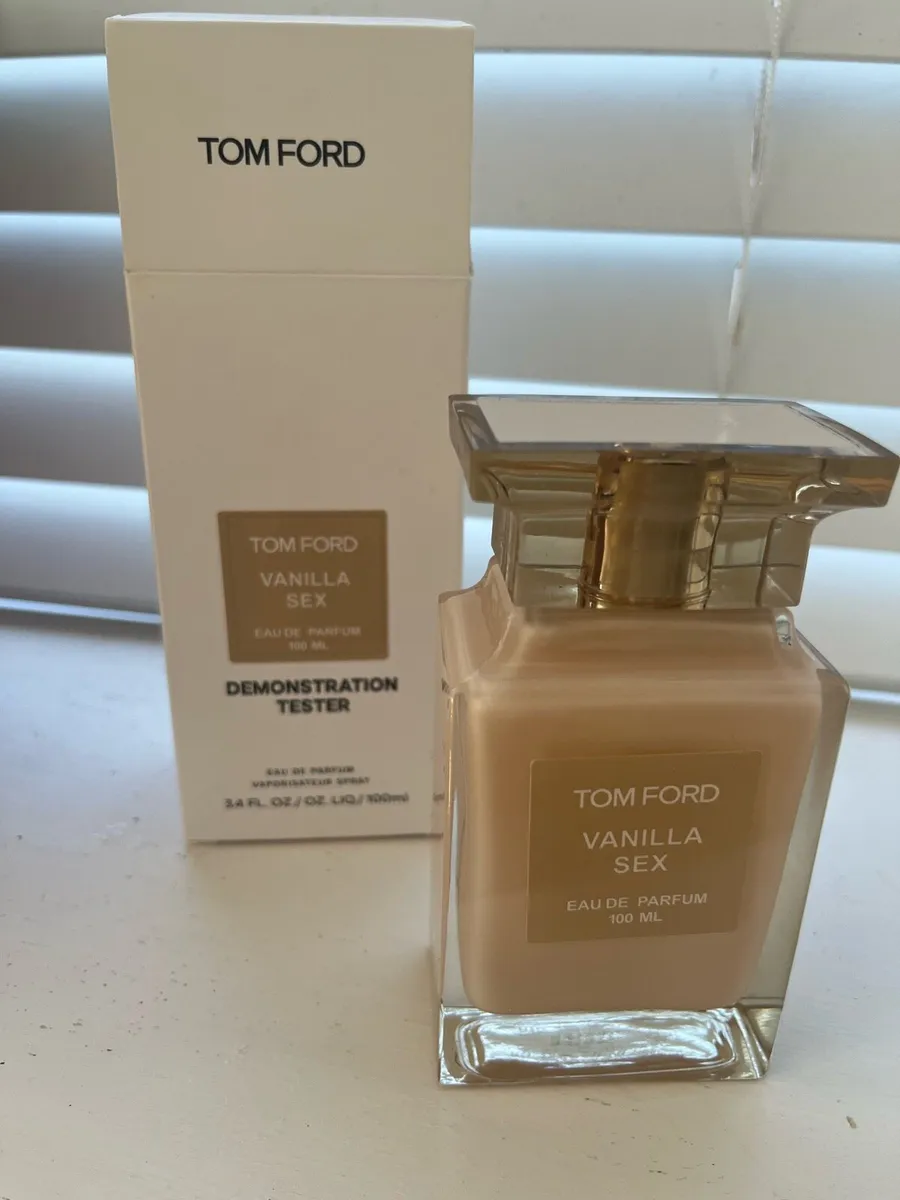 TOM FORD
TOM FORD
VANILLA
SEX
EAU DE PARFUM
100 ML
DEMONSTRATION
TESTER
EAU DE PARFUM
VAPORISATEUR SPRAY
3.4 FL. OZ./ OZ. LIQ./ 100ml
TOM FORD
VANILLA
SEX
EAU DE PARFUM
100 ML